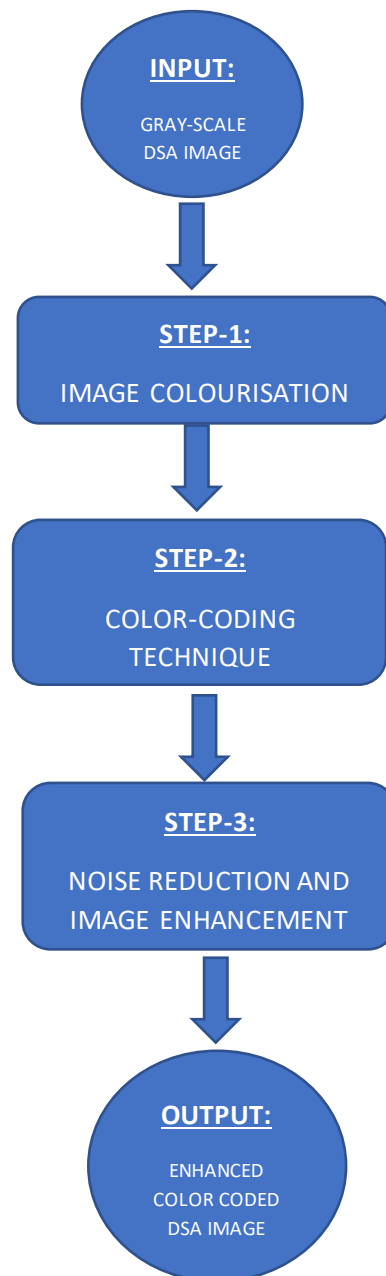 INPUT:
GRAY-SCALE
DSA IMAGE
STEP-1:
IMAGE COLOURISATION
STEP-2:
COLOR-CODING
TECHNIQUE
STEP-3:
NOISE REDUCTION AND
IMAGE ENHANCEMENT
OUTPUT:
ENHANCED
COLOR CODED
DSA IMAGE